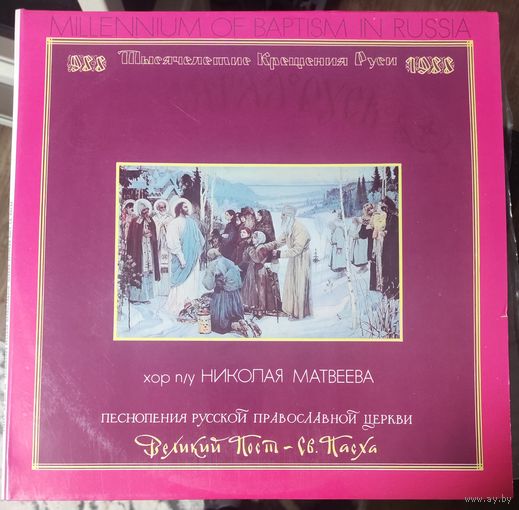 MILLENNIUM OF BAPTISM IN RUSSIA
988 Тысячелетие Крещения Руси 1988
хор п/у НИКОЛАЯ МАТВЕЕВА
ПЕСНОПЕНИЯ РУССКОЙ ПРАВОСЛАВНОЙ ЦЕРКВИ
Великий Пост – Св. Пасха
www.ay.by